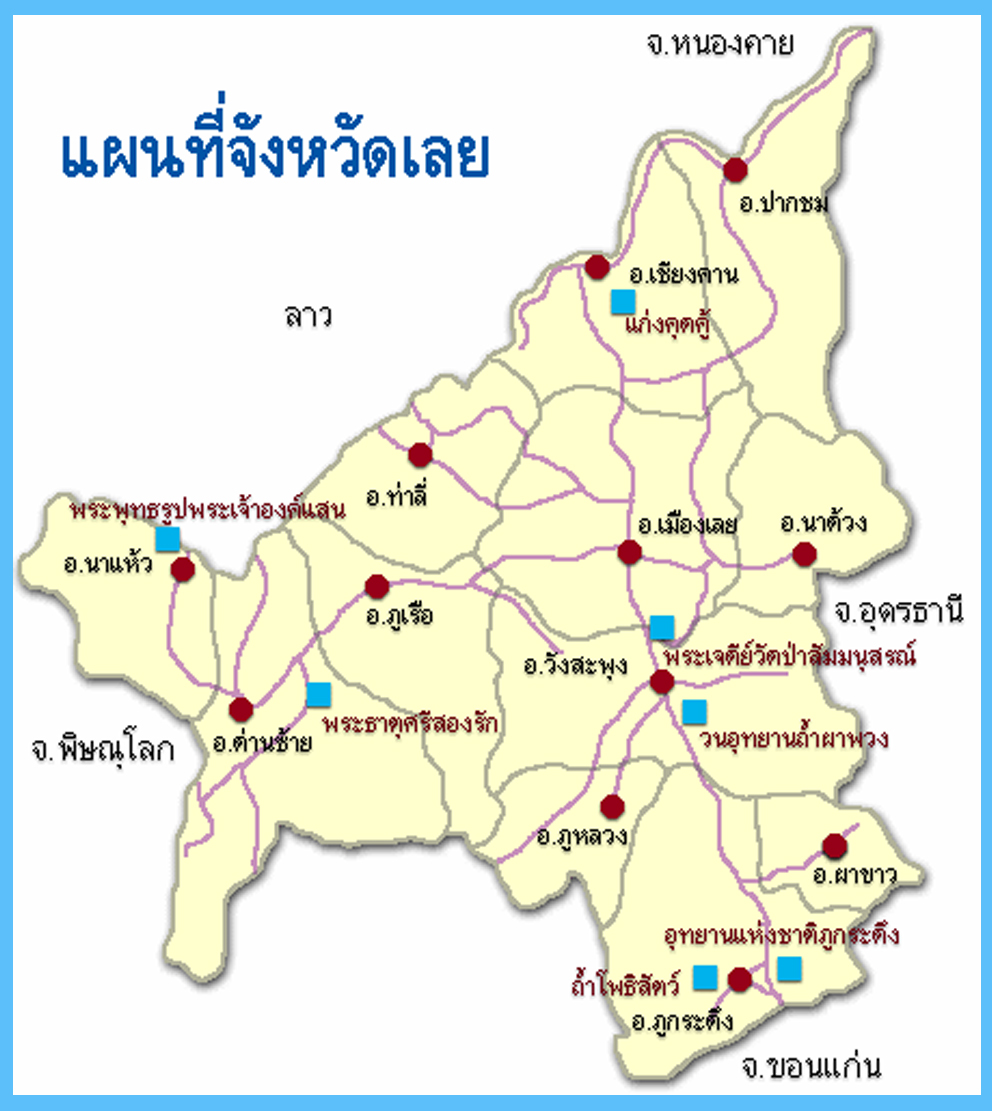 จ.หนองคาย
แผนที่จังหวัดเลย
อ.ปากชม
อ.เชียงคาน
ลาว
แก่งคุดคู้
อ.ท่าลี่
พระพุทธรูปพระเจ้าองค์แสน
อ.เมืองเลย
อ.นาด้วง
อ.นาแห้ว
อ.ภูเรือ
จ.อุดรธานี
อ.วังสะพุง
พระเจดีย์วัดป่าสัมมนุสรณ์
พระธาตุศรีสองรัก
จ.พิษณุโลก
อ.ด่านซ้าย
วนอุทยานถ้ำผาพวง
อ.ภูหลวง
อ.ผาขาว
อุทยานแห่งชาติภูกระดึง
ถ้ำโพธิสัตว์
อ.ภูกระดึง
จ.ขอนแก่น